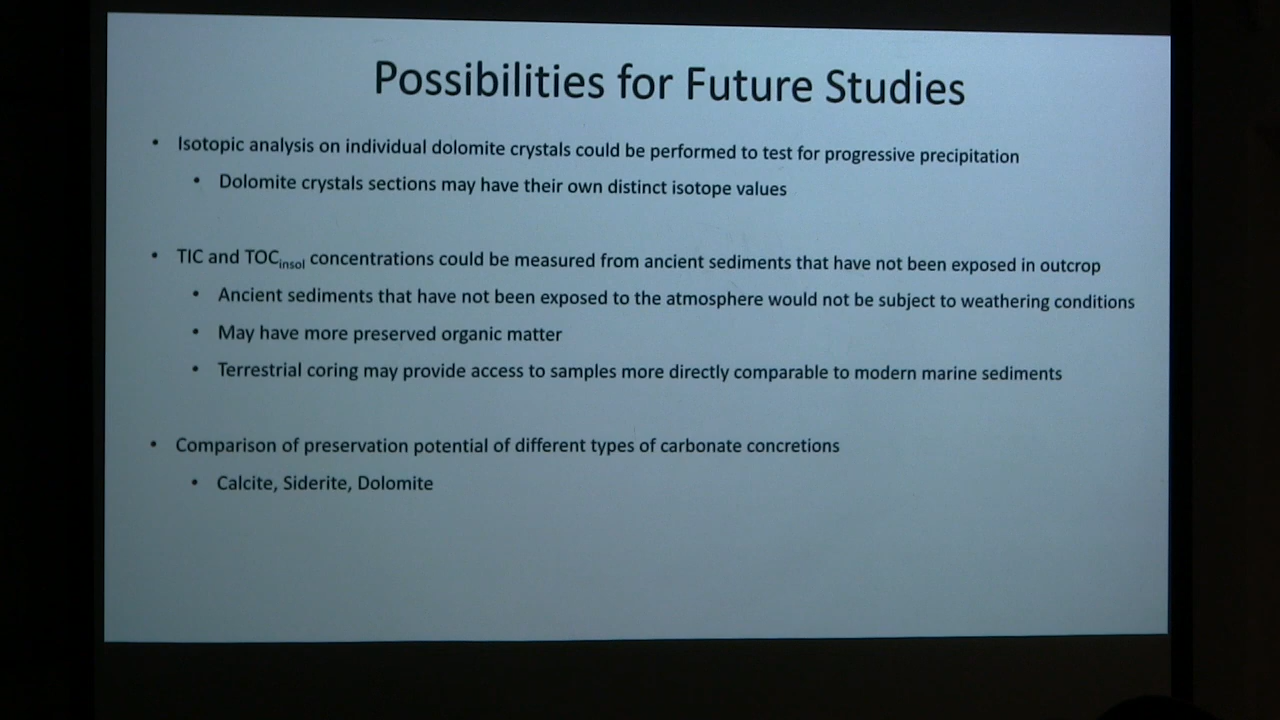 Possibilities for Future Studies
• Isotopic analysis on individual dolomite crystals could be performed to test for progressive precipitation
• Dolomite crystals sections may have their own distinct isotope values
• TIC and TOCinsol concentrations could be measured from ancient sediments that have not been exposed in outcrop
• Ancient sediments that have not been exposed to the atmosphere would not be subject to weathering conditions
• May have more preserved organic matter
• Terrestrial coring may provide access to samples more directly comparable to modern marine sediments
• Comparison of preservation potential of different types of carbonate concretions
• Calcite, Siderite, Dolomite